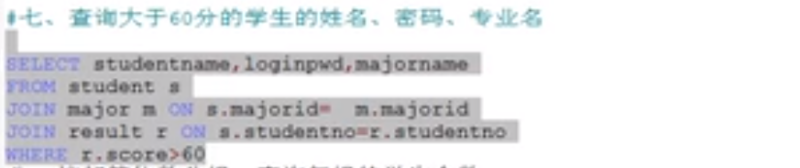 #七、查询大于60分的学生的姓名、密码、专业名
SELECT studentname,loginpwd,majorname
FROM student s
JOIN major m ON s.majorid=  m.majorid
JOIN result r ON s.studentno=r.studentno
WHERE r.score>60